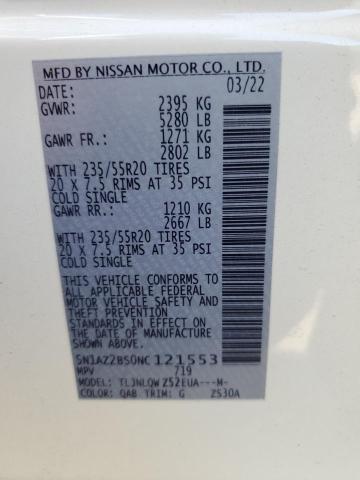 MFD BY NISSAN MOTOR CO., LTD.
DATE: 03/22
GVWR: 2395 KG
5280 LB
GAWR FR.: 1271 KG
2802 LB
WITH 235/55R20 TIRES
20 X 7.5 RIMS AT 35 PSI
COLD SINGLE
GAWR RR.: 1210 KG
2667 LB
WITH 235/55R20 TIRES
20 X 7.5 RIMS AT 35 PSI
COLD SINGLE
THIS VEHICLE CONFORMS TO
ALL APPLICABLE FEDERAL
MOTOR VEHICLE SAFETY
AND THEFT PREVENTION
STANDARDS IN EFFECT ON
THE DATE OF MANUFACTURE
SHOWN ABOVE.
5N1AZ2BS0NC121553
MPV 719
MODEL: TLJNLQWZ52EUA---M-
COLOR: QAB TRIM: G Z530A